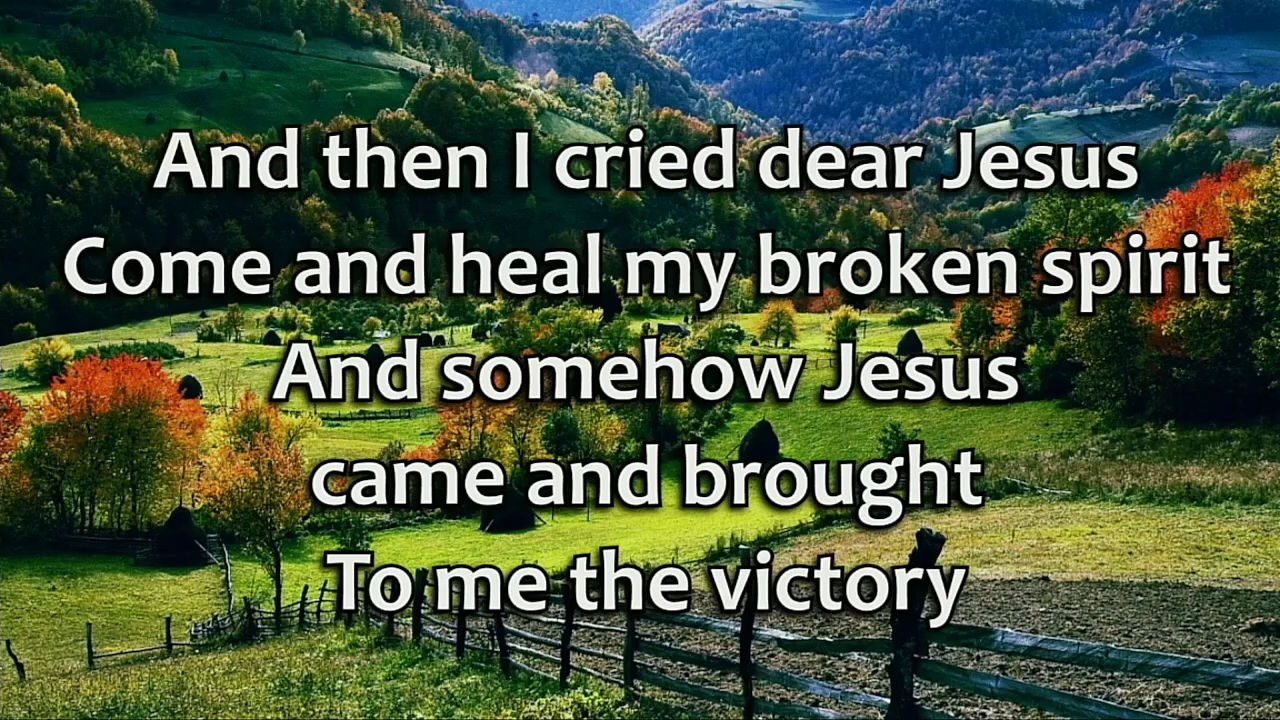 And then I cried dear Jesus
Come and heal my broken spirit
And somehow Jesus
came and brought
To me the victory